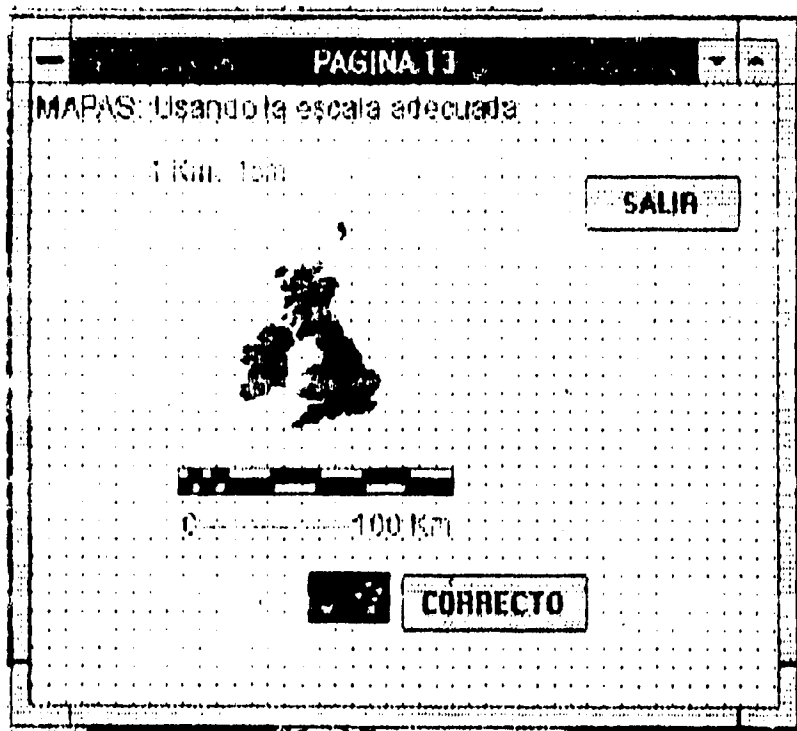 PAGINA 13
MAPAS: Usando la escala adecuada
1 Km: 1cm
SALIR
0 ------------ 100 Km
CORRECTO